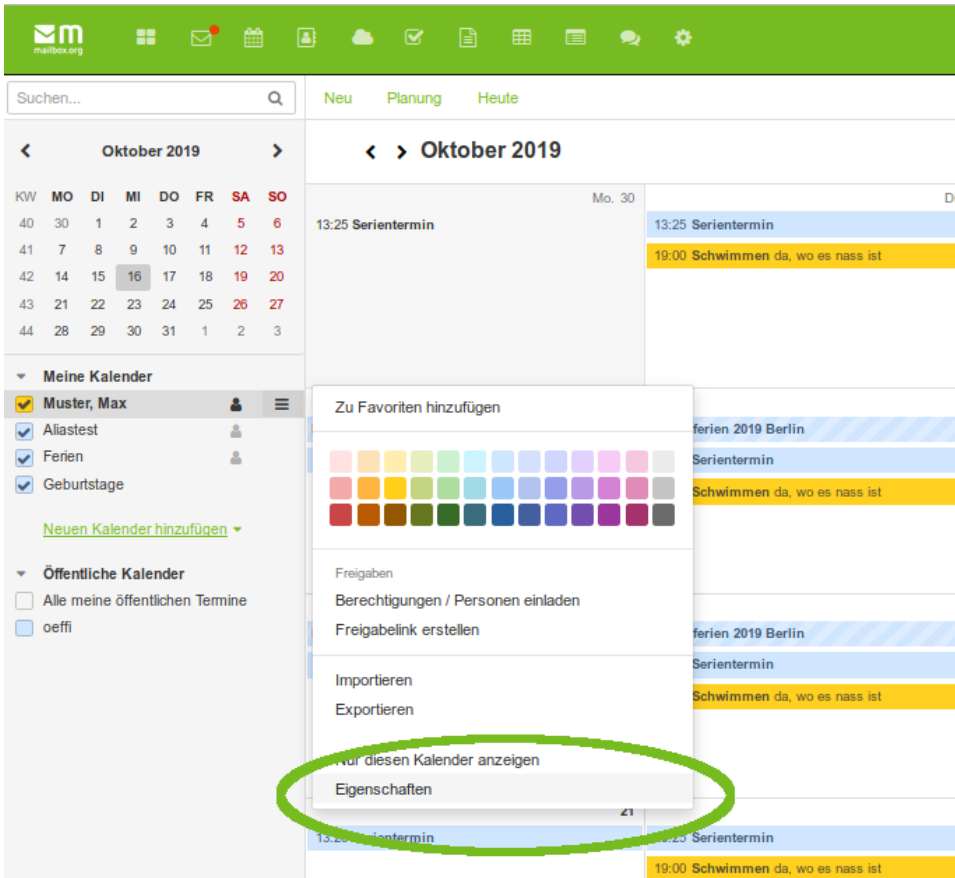 mailbox.org
Suchen...
Neu Planung Heute
Oktober 2019
KW MO DI MI DO FR SA SO
40 30 1 2 3 4 5 6
41 7 8 9 10 11 12 13
42 14 15 16 17 18 19 20
43 21 22 23 24 25 26 27
44 28 29 30 31 1 2 3
Meine Kalender
Muster, Max
Aliastest
Ferien
Geburtstage
Neuen Kalender hinzufügen
Öffentliche Kalender
Alle meine öffentlichen Termine
oeffi
Oktober 2019
Mo. 30
13:25 Serientermin
13:25 Serientermin
19:00 Schwimmen da, wo es nass ist
Zu Favoriten hinzufügen
Freigaben
Berechtigungen / Personen einladen
Freigabelink erstellen
Importieren
Exportieren
Nur diesen Kalender anzeigen
Eigenschaften
ferien 2019 Berlin
Serientermin
Schwimmen da, wo es nass ist
ferien 2019 Berlin
Serientermin
Schwimmen da, wo es nass ist
21
Serientermin
Serientermin
19:00 Schwimmen da, wo es nass ist